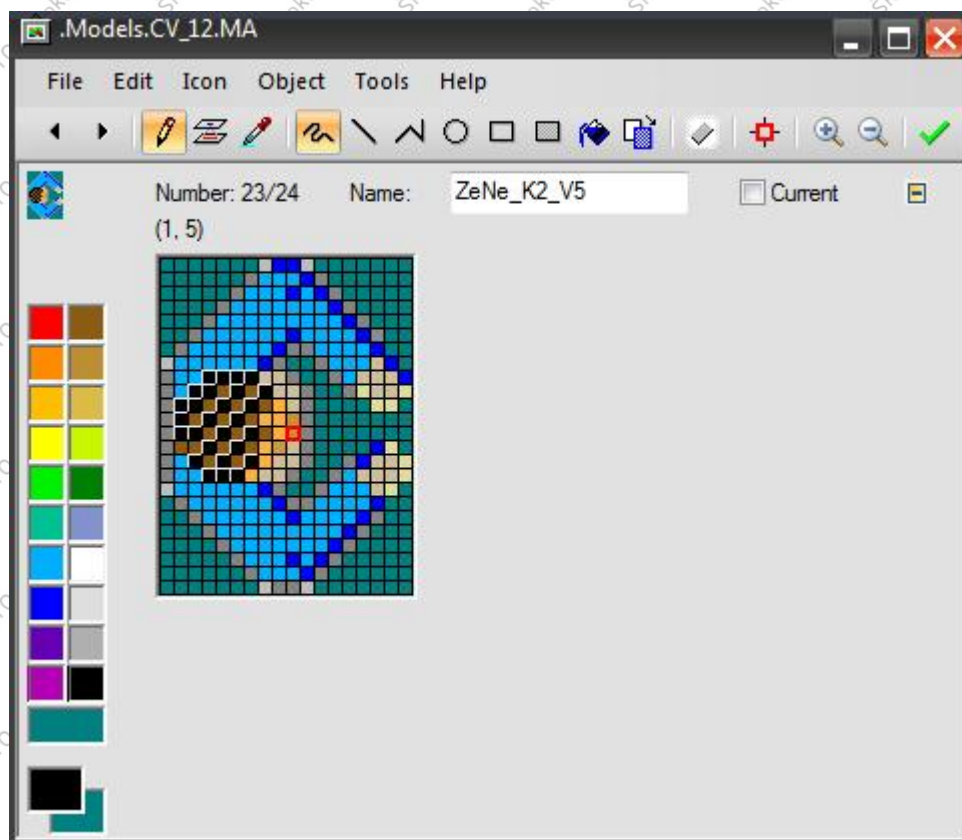 .Models.CV_12.MA
File Edit Icon Object Tools Help
Number: 23/24 Name: ZeNe_K2_V5 Current
(1, 5)